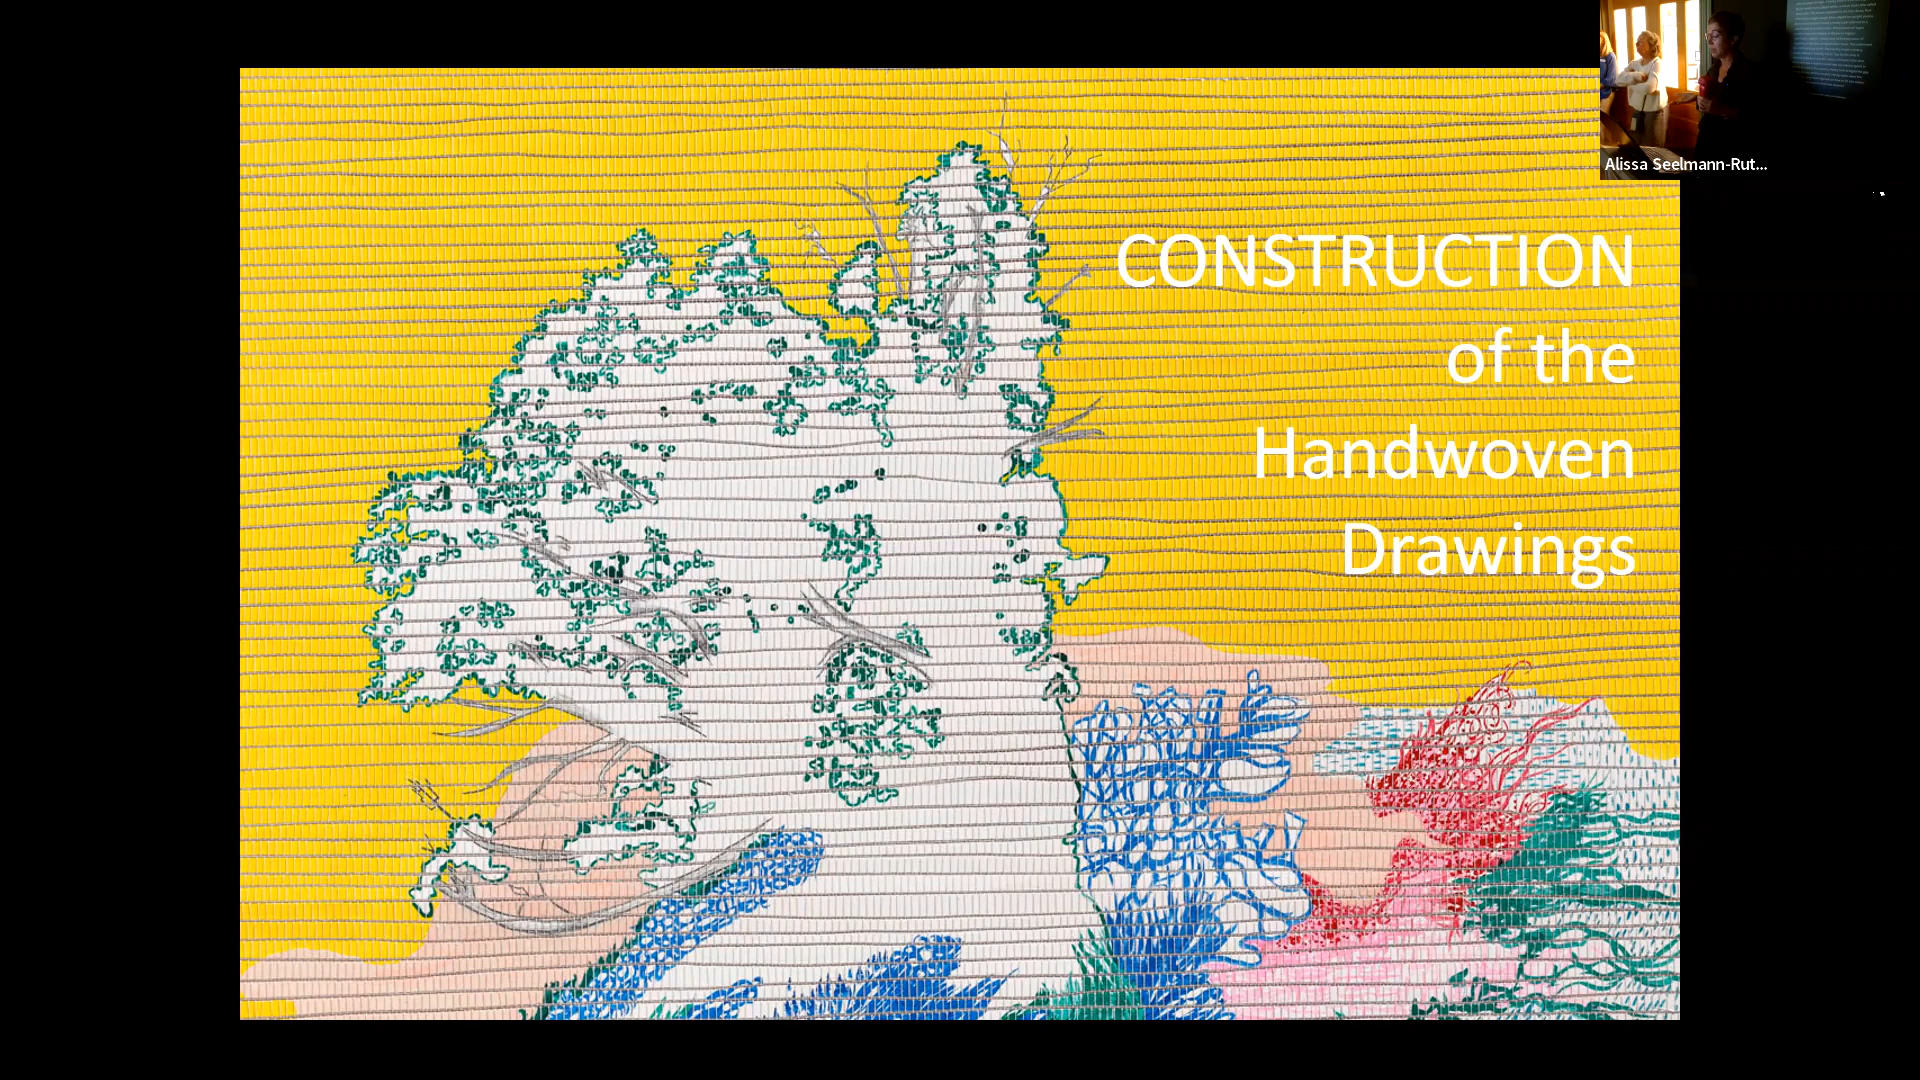 CONSTRUCTION
of the
Handwoven
Drawings
Alissa Seelmann-Rut...